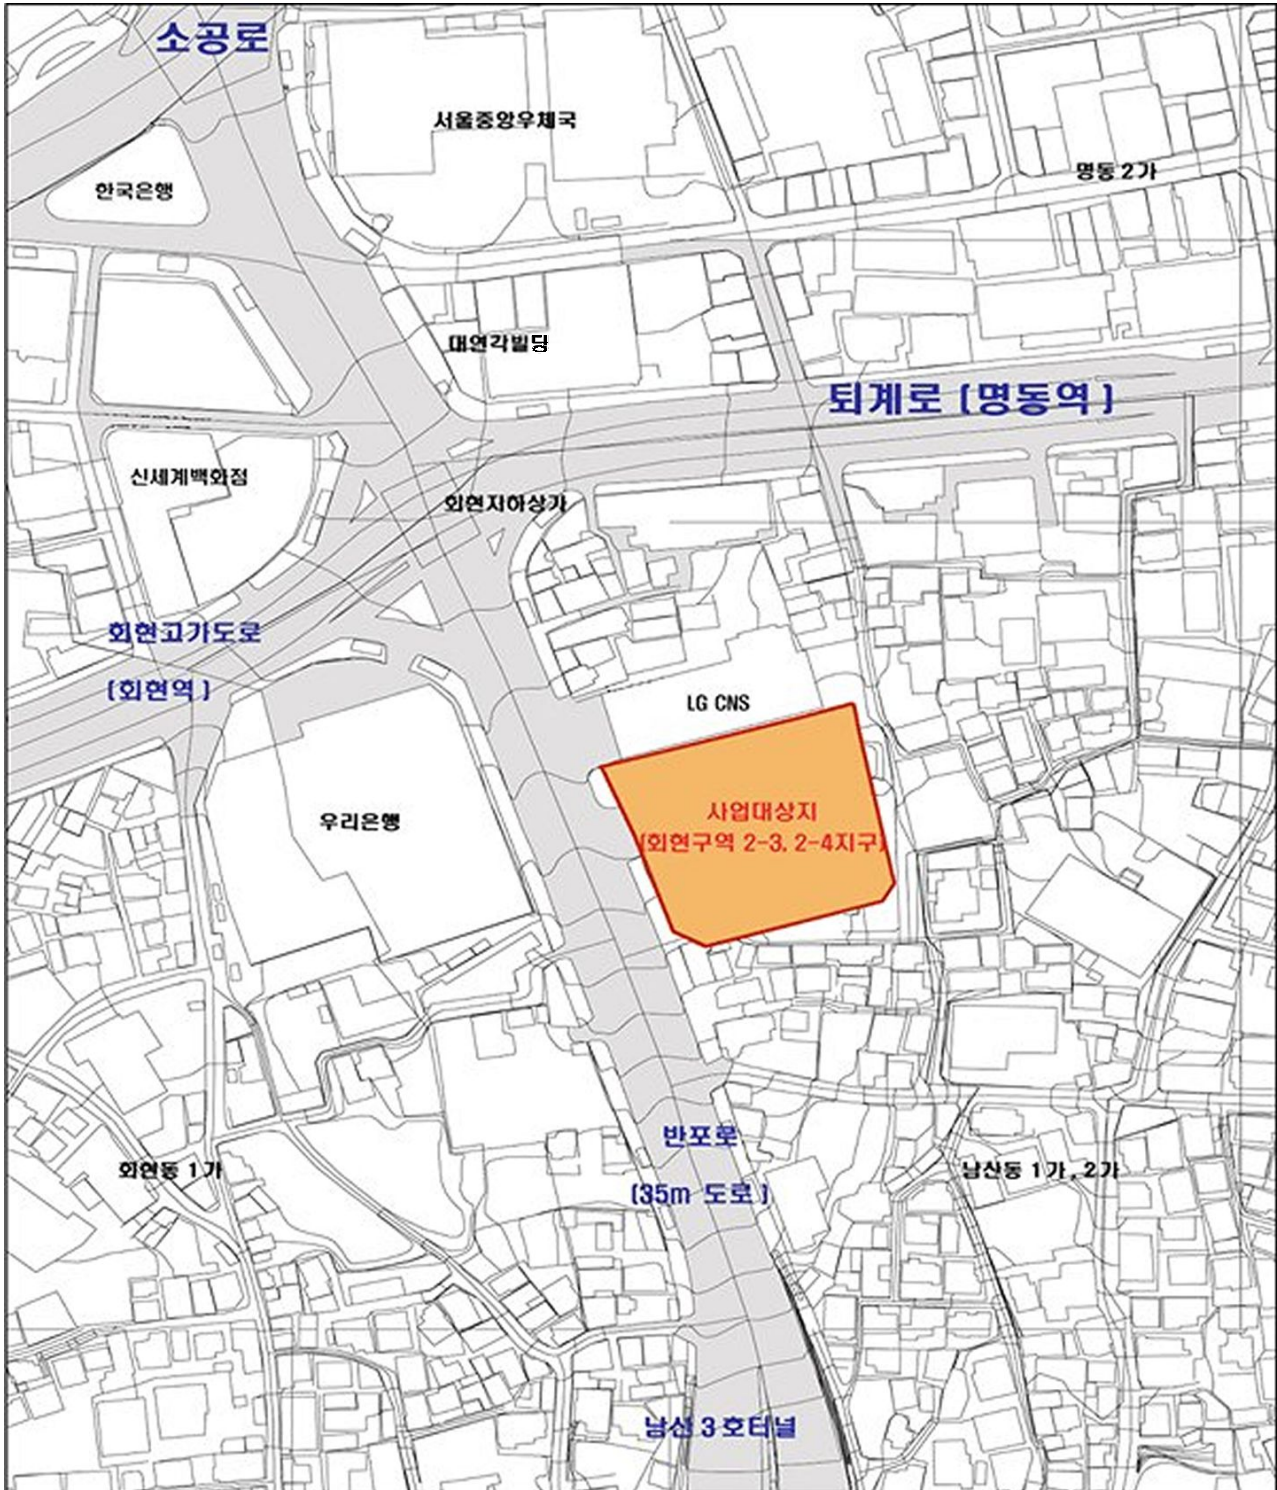 소공로
서울중앙우체국
명동 2가
한국은행
대연각빌딩
퇴계로 (명동역)
신세계백화점
회현지하상가
회현고가도로
(회현역)
LG CNS
사업대상지
(회현구역 2-3, 2-4지구)
우리은행
반포로
(35m 도로)
회현동 1가
남산동 1가, 2가
남산 3호터널